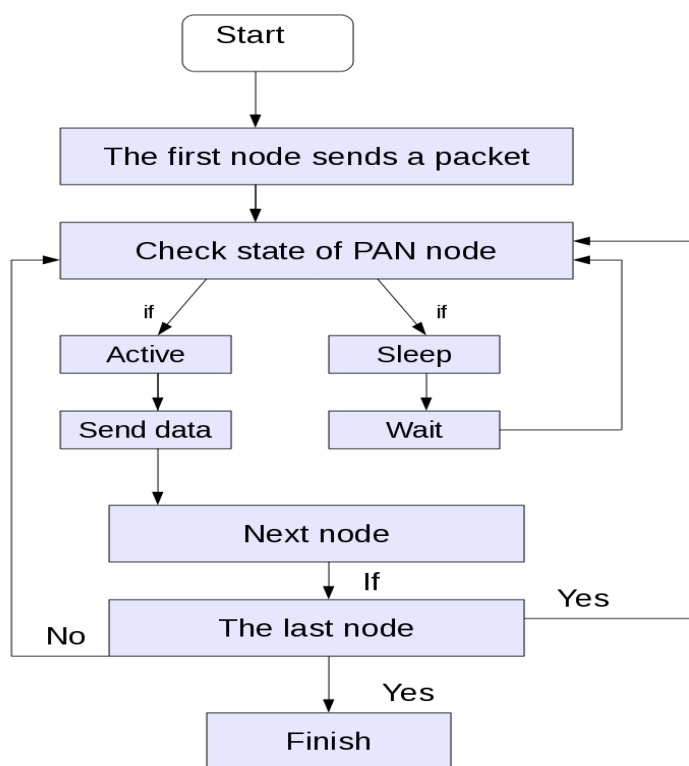 Start
The first node sends a packet
Check state of PAN node
if
if
Active
Sleep
Send data
Wait
Next node
If
Yes
The last node
No
Yes
Finish